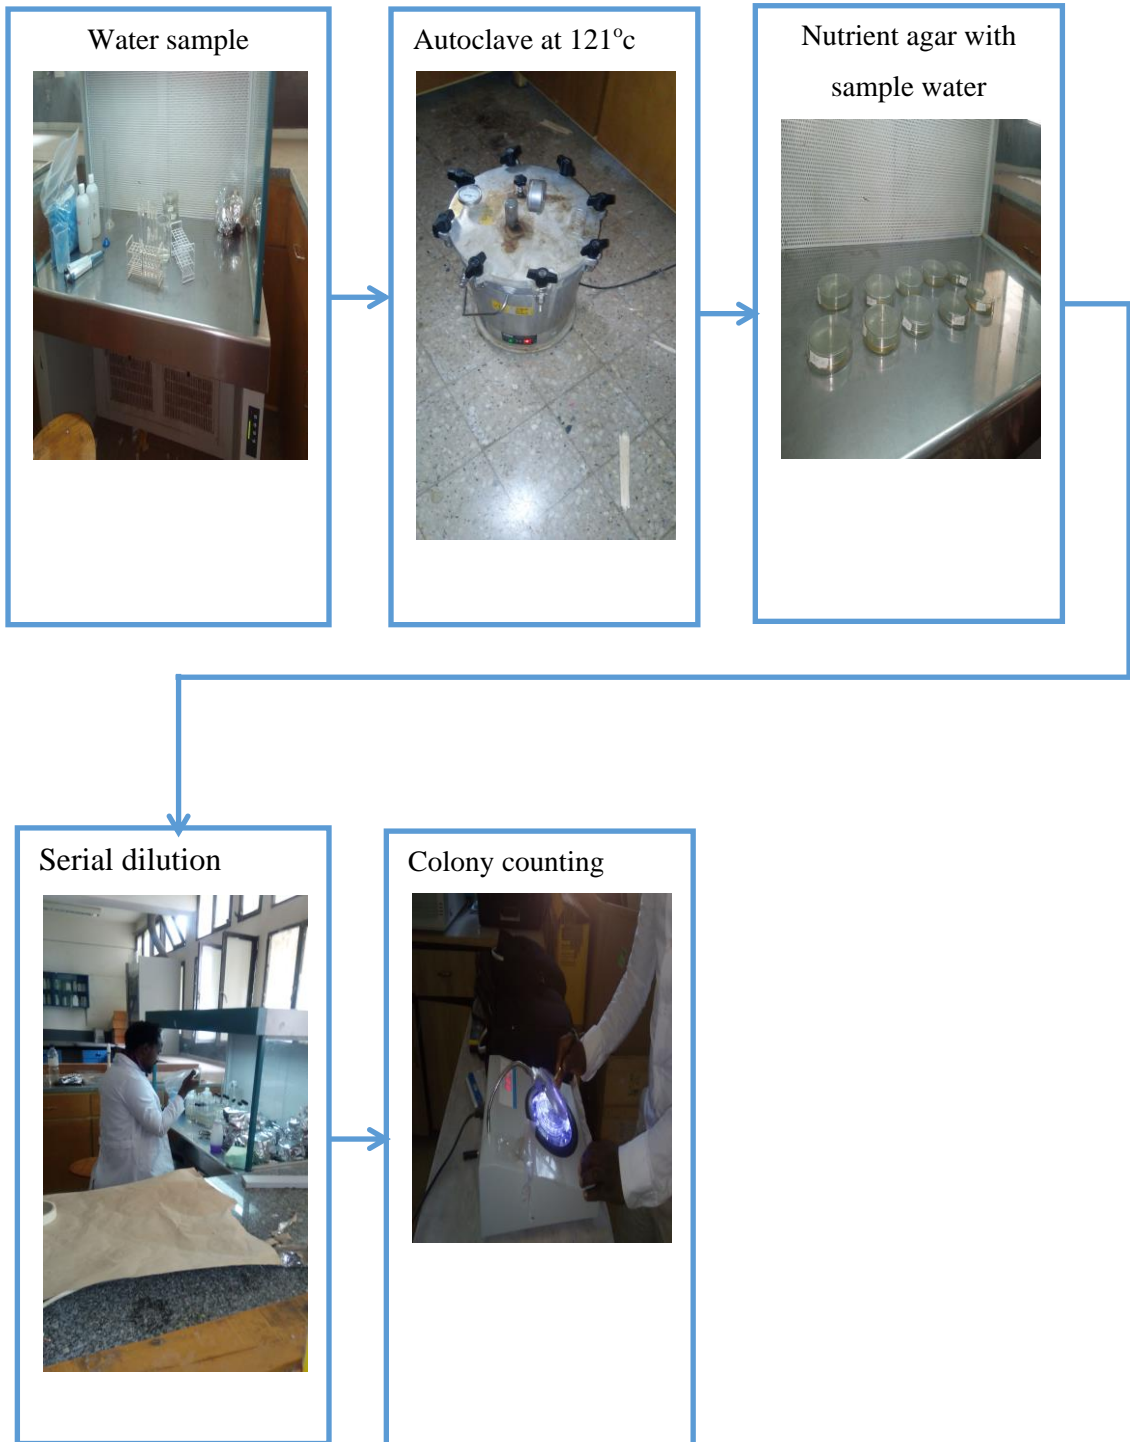 Water sample
Autoclave at 121°c
Nutrient agar with
sample water
Serial dilution
Colony counting